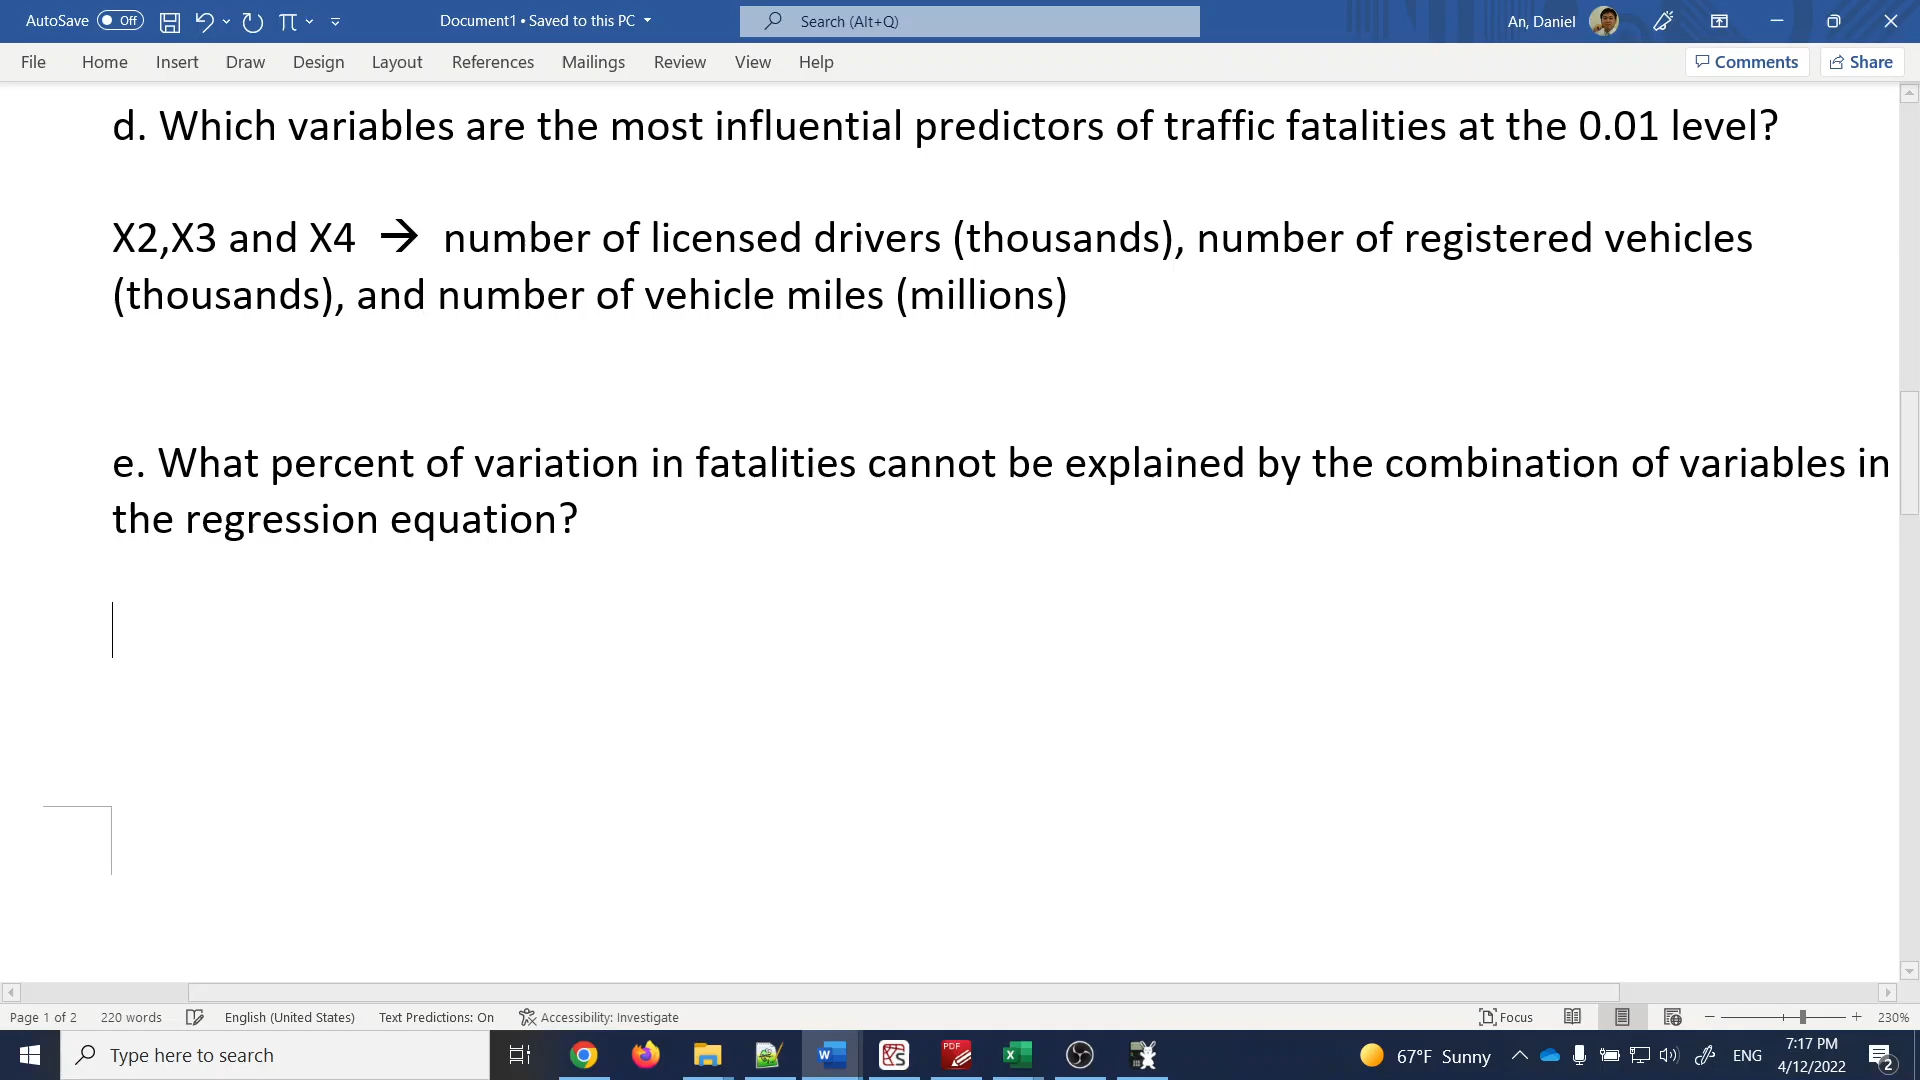 AutoSave Off Document1 • Saved to this PC Search (Alt+Q) An, Daniel
File Home Insert Draw Design Layout References Mailings Review View Help Comments Share
d. Which variables are the most influential predictors of traffic fatalities at the 0.01 level?
X2,X3 and X4 → number of licensed drivers (thousands), number of registered vehicles
(thousands), and number of vehicle miles (millions)
e. What percent of variation in fatalities cannot be explained by the combination of variables in
the regression equation?
Page 1 of 2 220 words English (United States) Text Predictions: On Accessibility: Investigate Focus 230%
Type here to search PDF 67°F Sunny ENG 7:17 PM
4/12/2022 2